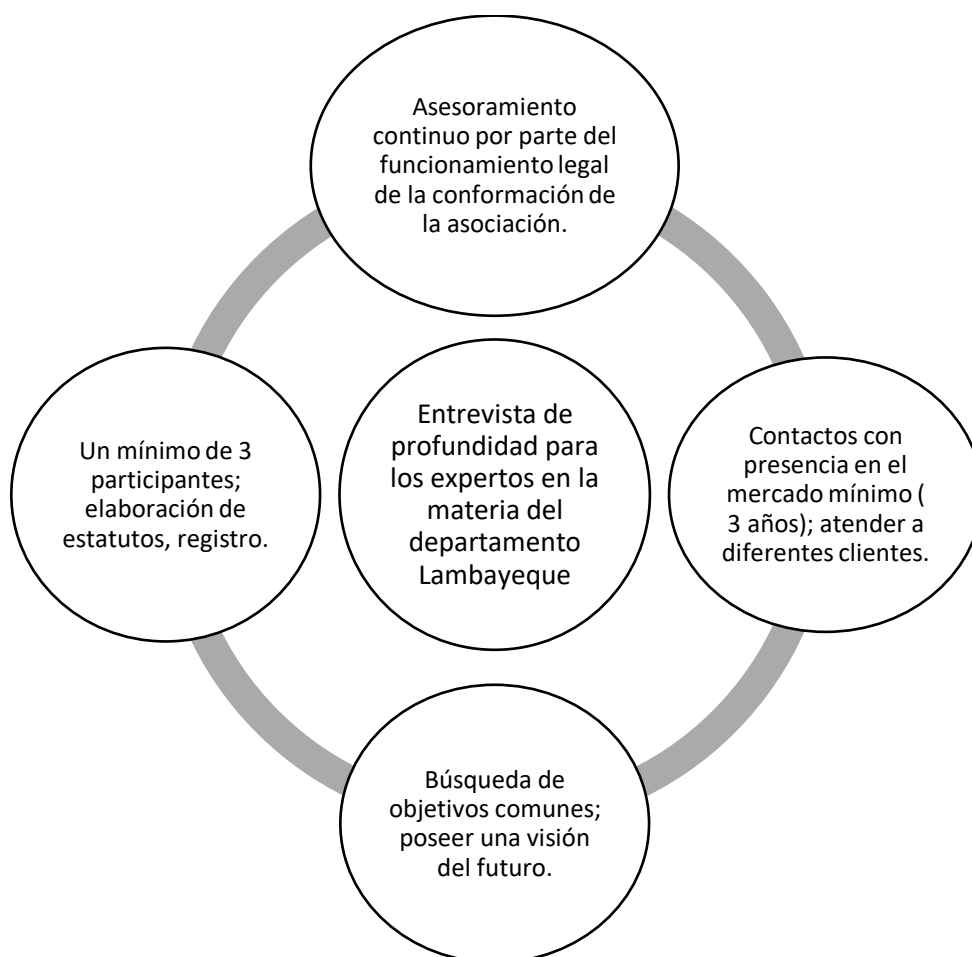 Asesoramiento
continuo por parte del
funcionamiento legal
de la conformación de
la asociación.
Un mínimo de 3
participantes;
elaboración de
estatutos, registro.
Entrevista de
profundidad para
los expertos en la
materia del
departamento
Lambayeque
Contactos con
presencia en el
mercado mínimo (
3 años); atender a
diferentes clientes.
Búsqueda de
objetivos comunes;
poseer una visión
del futuro.